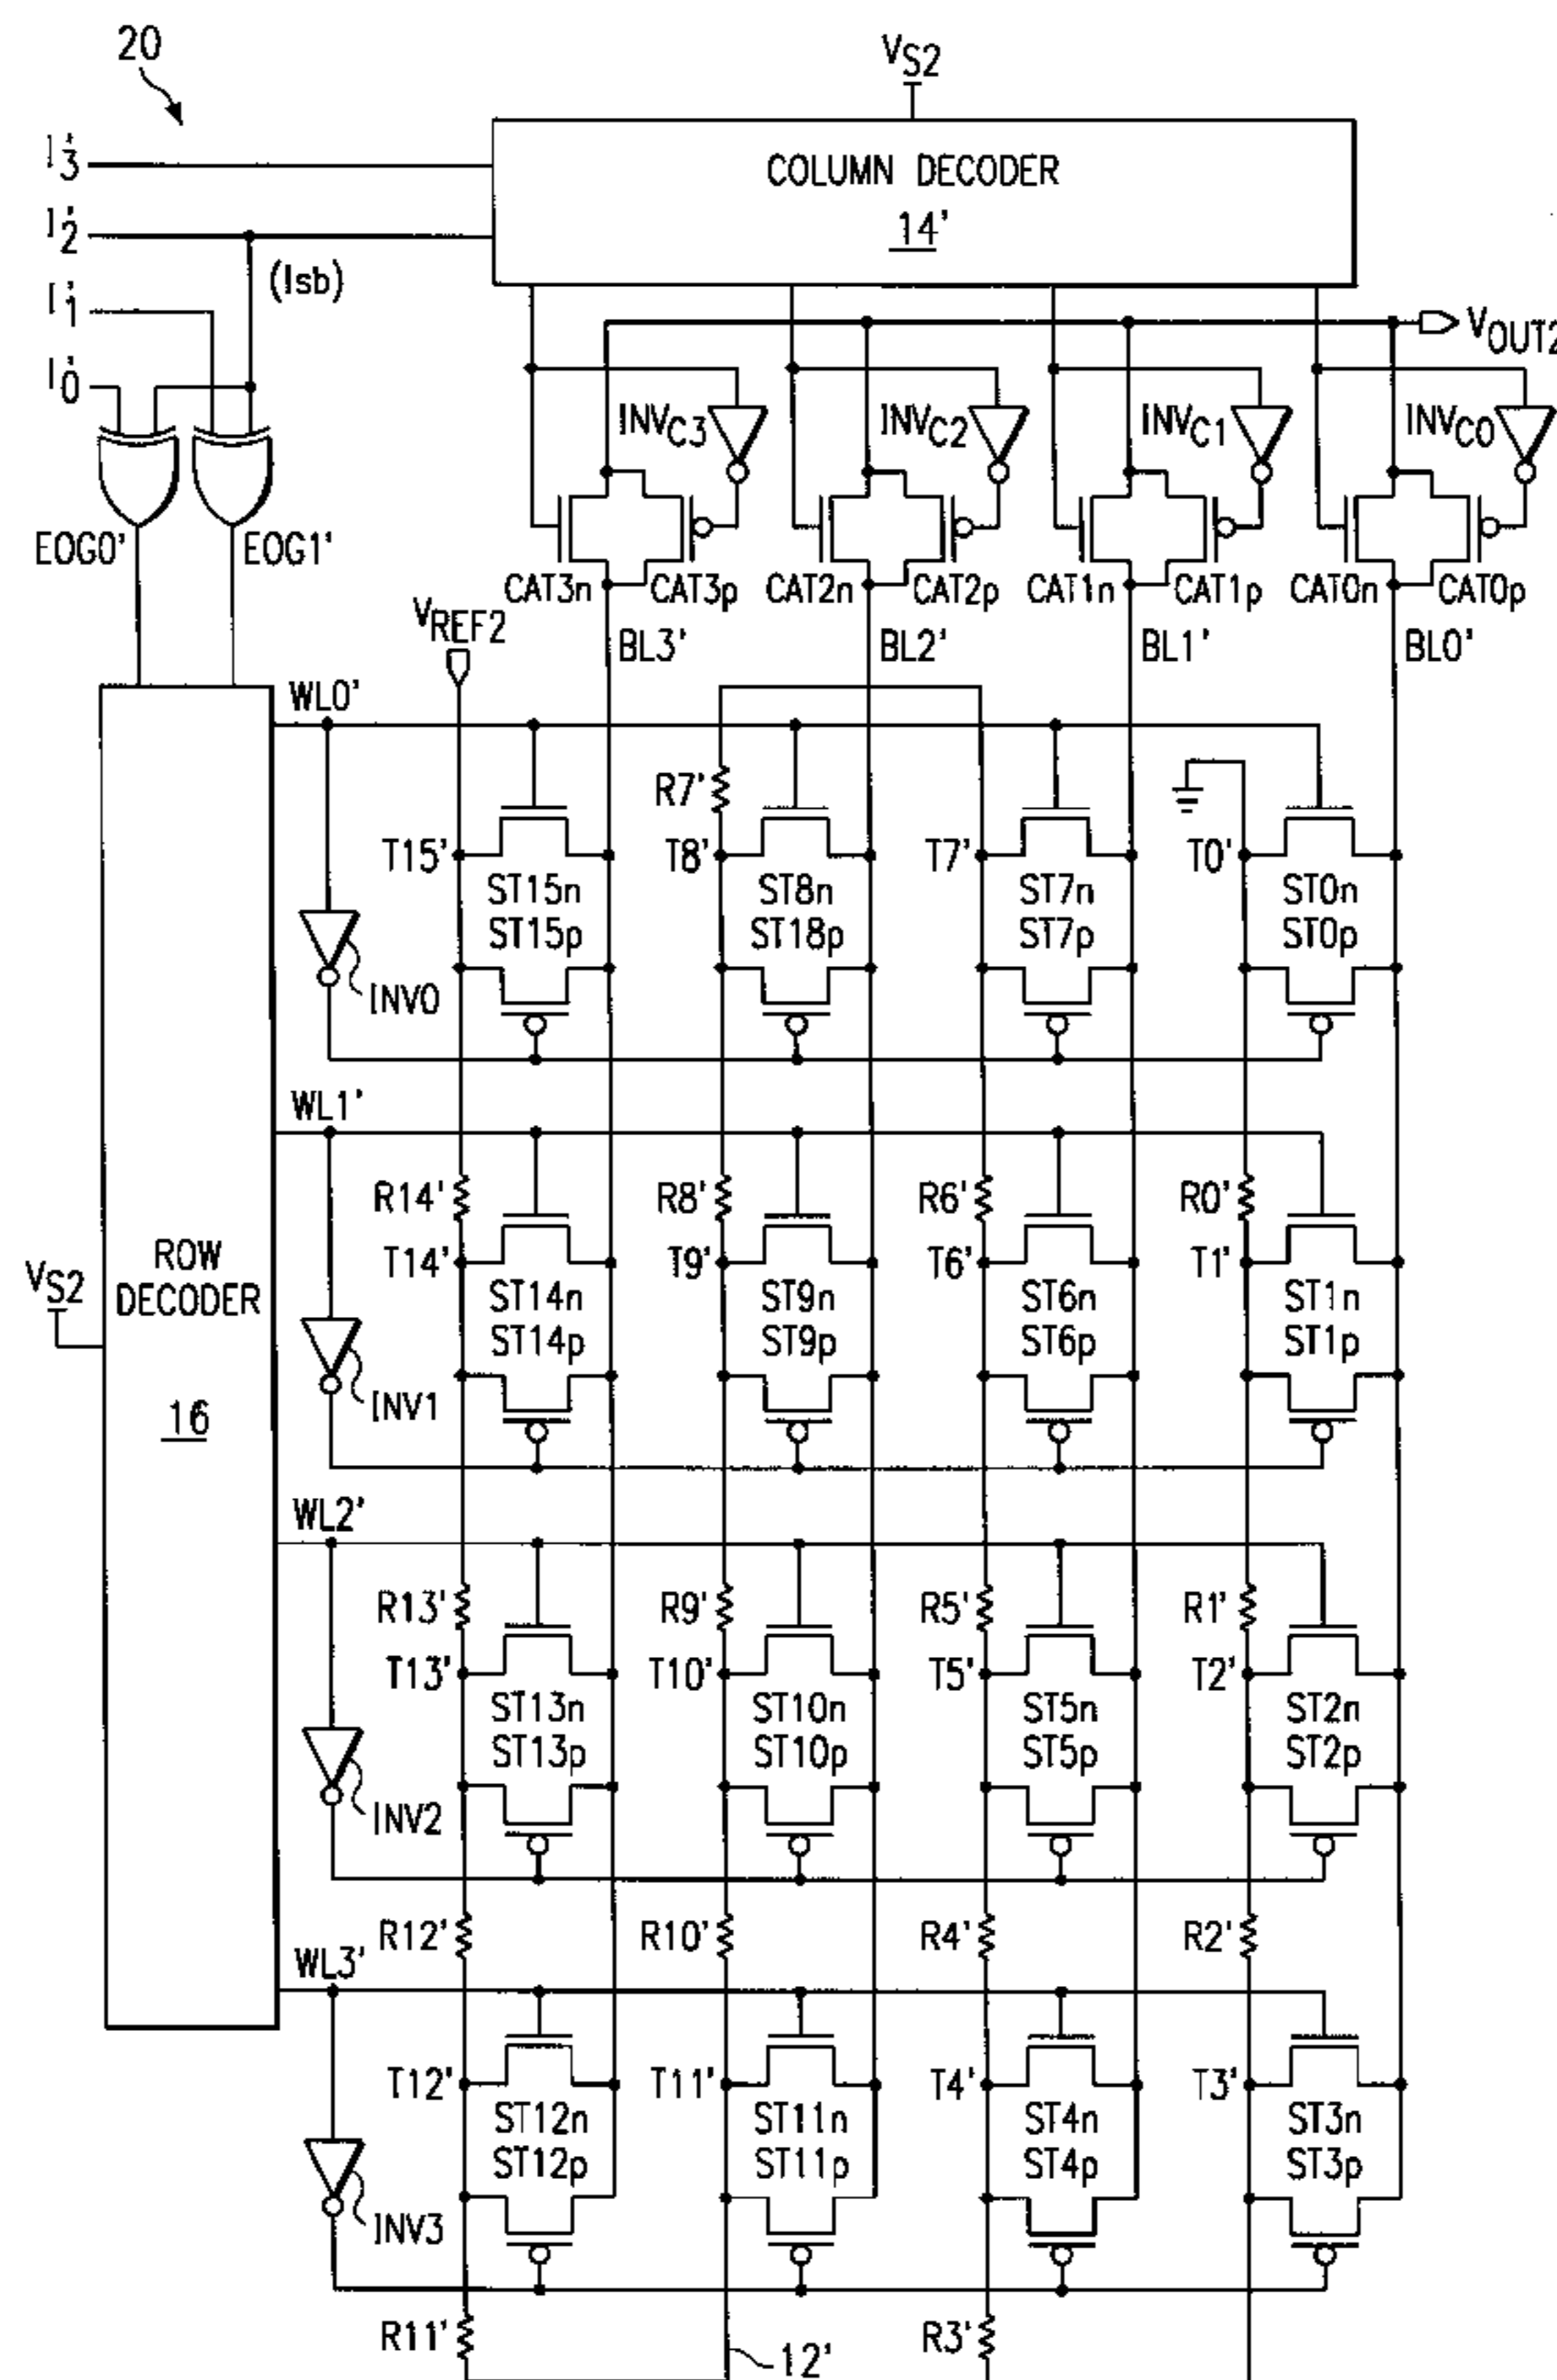 20
VS2
I'3
COLUMN DECODER
14'
I'2
(lsb)
I'1
VOUT2
I'0
INVC3 INVC2 INVC1 INVC0
EOG0' EOG1'
CAT3n CAT3p CAT2n CAT2p CAT1n CAT1p CAT0n CAT0p
VREF2
BL3' BL2' BL1' BL0'
WL0'
R7'
T15' T8' T7' T0'
ST15n ST8n ST7n ST0n
ST15p ST18p ST7p ST0p
INV0
WL1'
R14' R8' R6' R0'
T14' T9' T6' T1'
VS2
ROW
DECODER
16
ST14n ST9n ST6n ST1n
ST14p ST9p ST6p ST1p
INV1
WL2'
R13' R9' R5' R1'
T13' T10' T5' T2'
ST13n ST10n ST5n ST2n
ST13p ST10p ST5p ST2p
INV2
R12' R10' R4' R2'
WL3'
T12' T11' T4' T3'
ST12n ST11n ST4n ST3n
ST12p ST11p ST4p ST3p
INV3
R11' R3'
12'